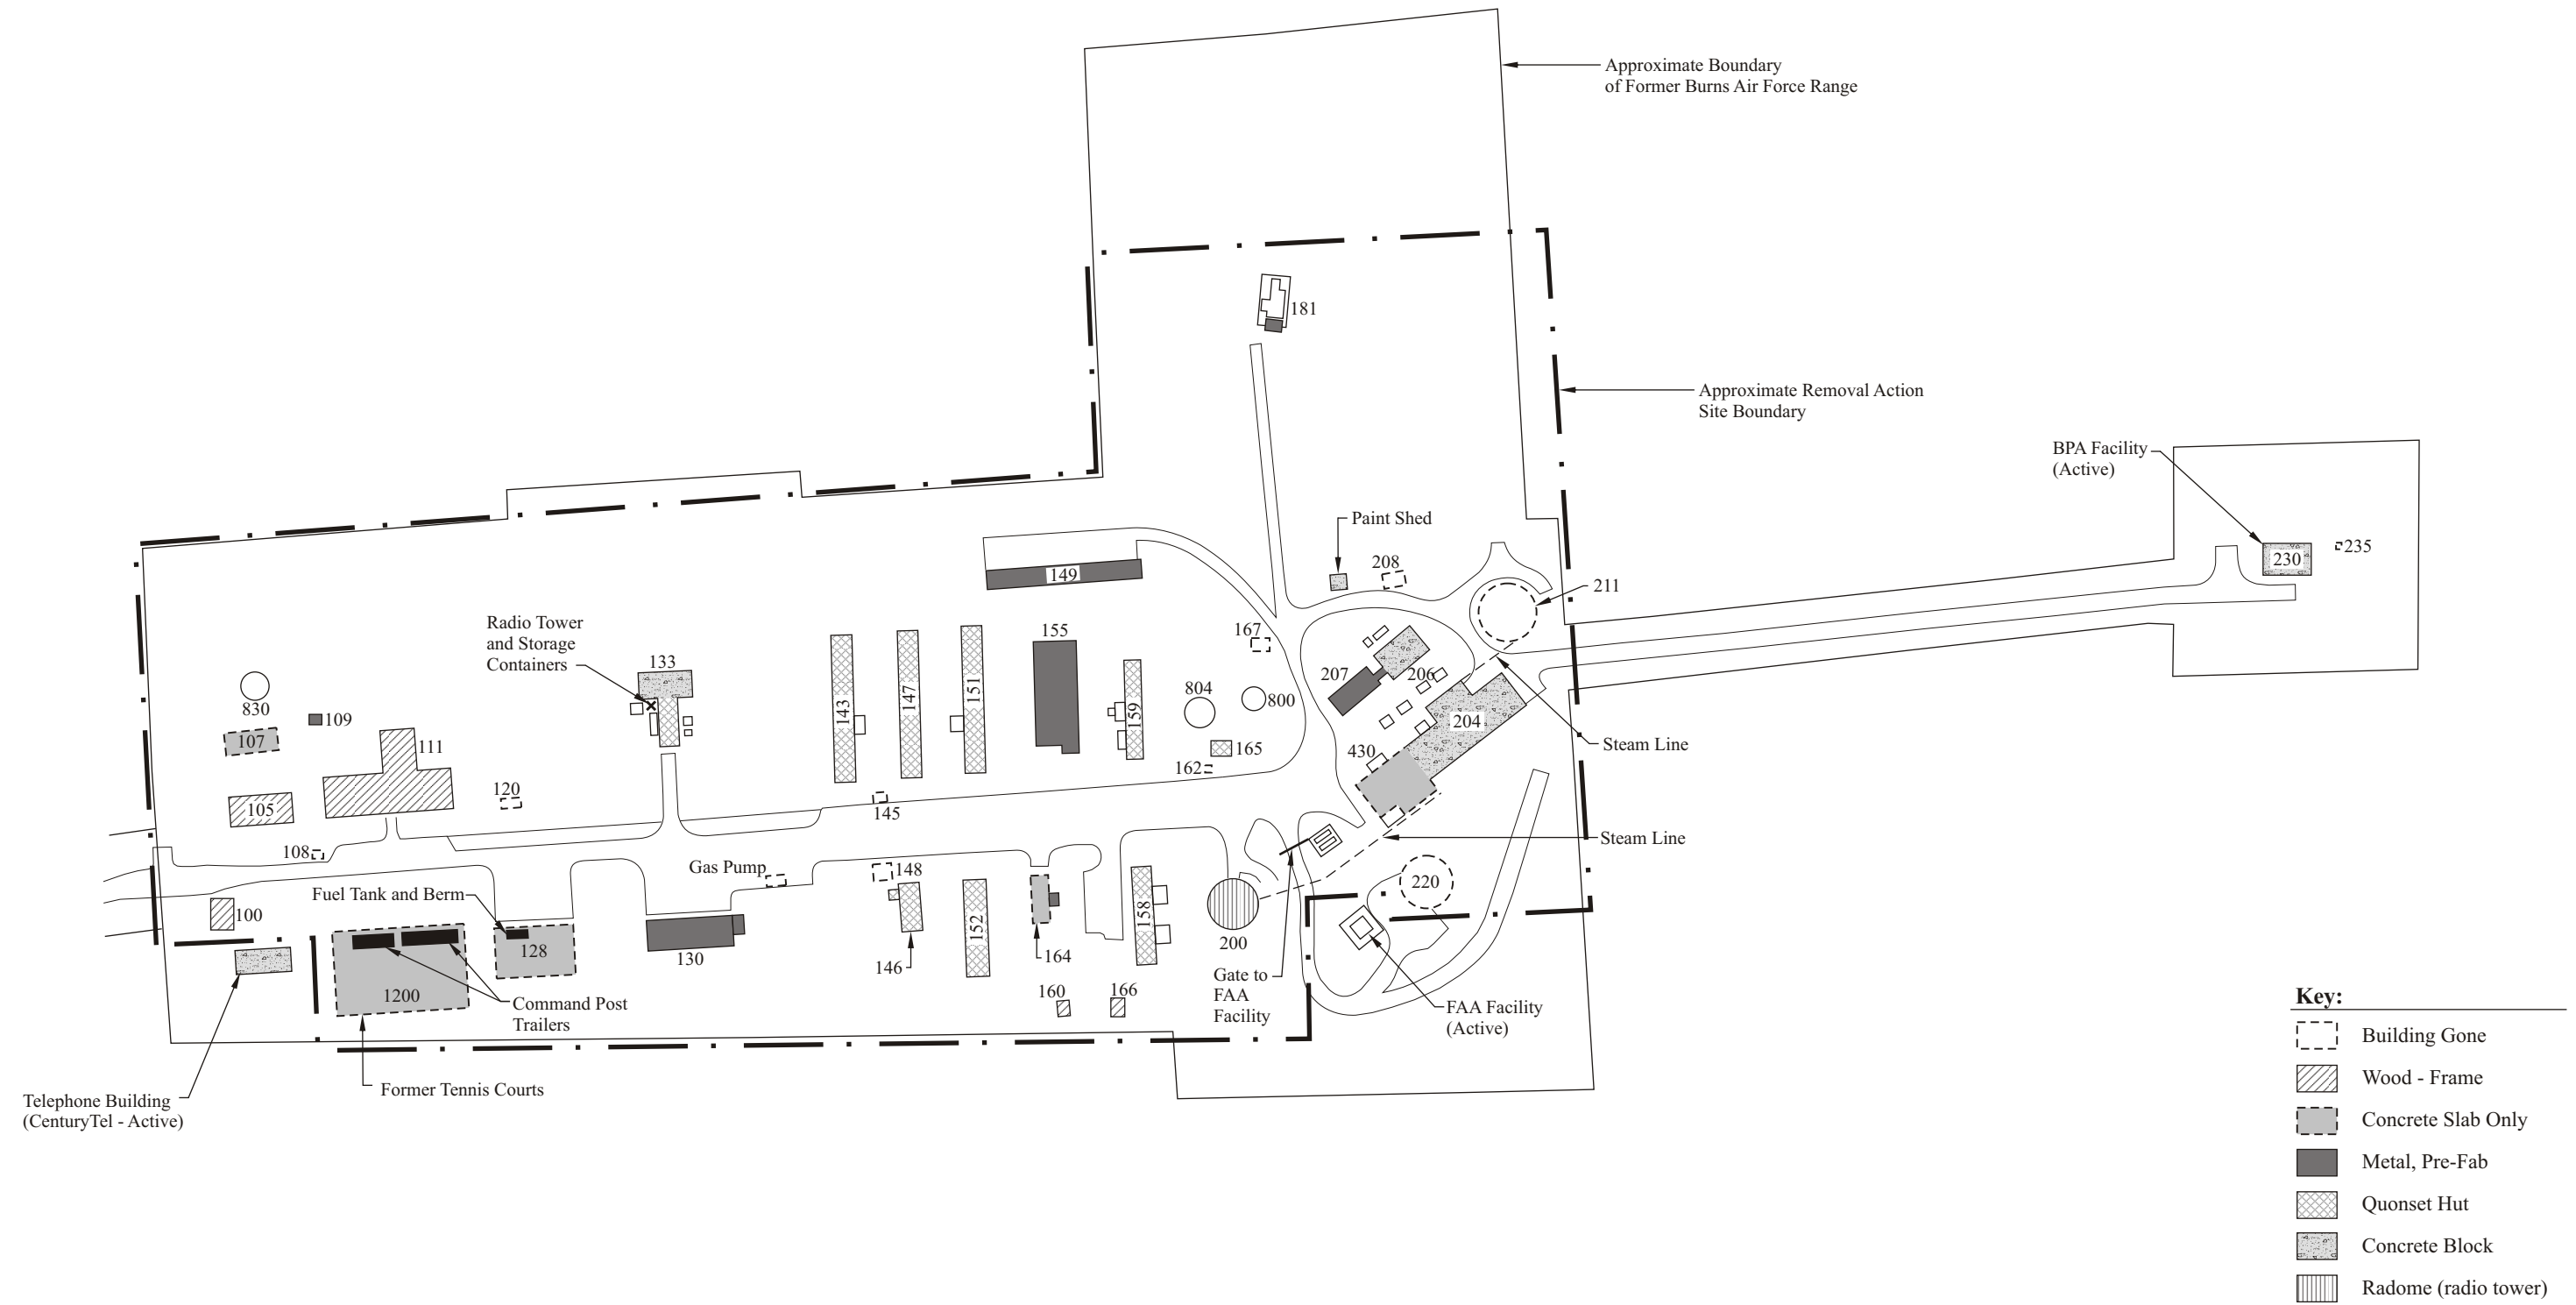 Approximate Boundary
of Former Burns Air Force Range
181
Approximate Removal Action
Site Boundary
BPA Facility
(Active)
230
235
Paint Shed
208
211
149
Radio Tower
and Storage
Containers
133
155
167
207
206
204
143
147
151
159
804
800
165
162
430
Steam Line
830
109
107
111
105
120
145
108
Steam Line
Gas Pump
148
Fuel Tank and Berm
100
220
152
158
128
130
146
164
200
1200
Command Post
Trailers
160
166
Gate to
FAA
Facility
FAA Facility
(Active)
Former Tennis Courts
Telephone Building
(CenturyTel - Active)
Key:
Building Gone
Wood - Frame
Concrete Slab Only
Metal, Pre-Fab
Quonset Hut
Concrete Block
Radome (radio tower)